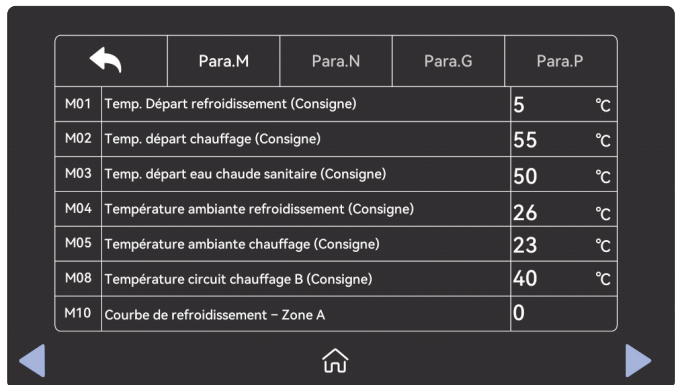 Para.M Para.N Para.G Para.P
M01 Temp. Départ refroidissement (Consigne) 5 °C
M02 Temp. départ chauffage (Consigne) 55 °C
M03 Temp. départ eau chaude sanitaire (Consigne) 50 °C
M04 Température ambiante refroidissement (Consigne) 26 °C
M05 Température ambiante chauffage (Consigne) 23 °C
M08 Température circuit chauffage B (Consigne) 40 °C
M10 Courbe de refroidissement – Zone A 0